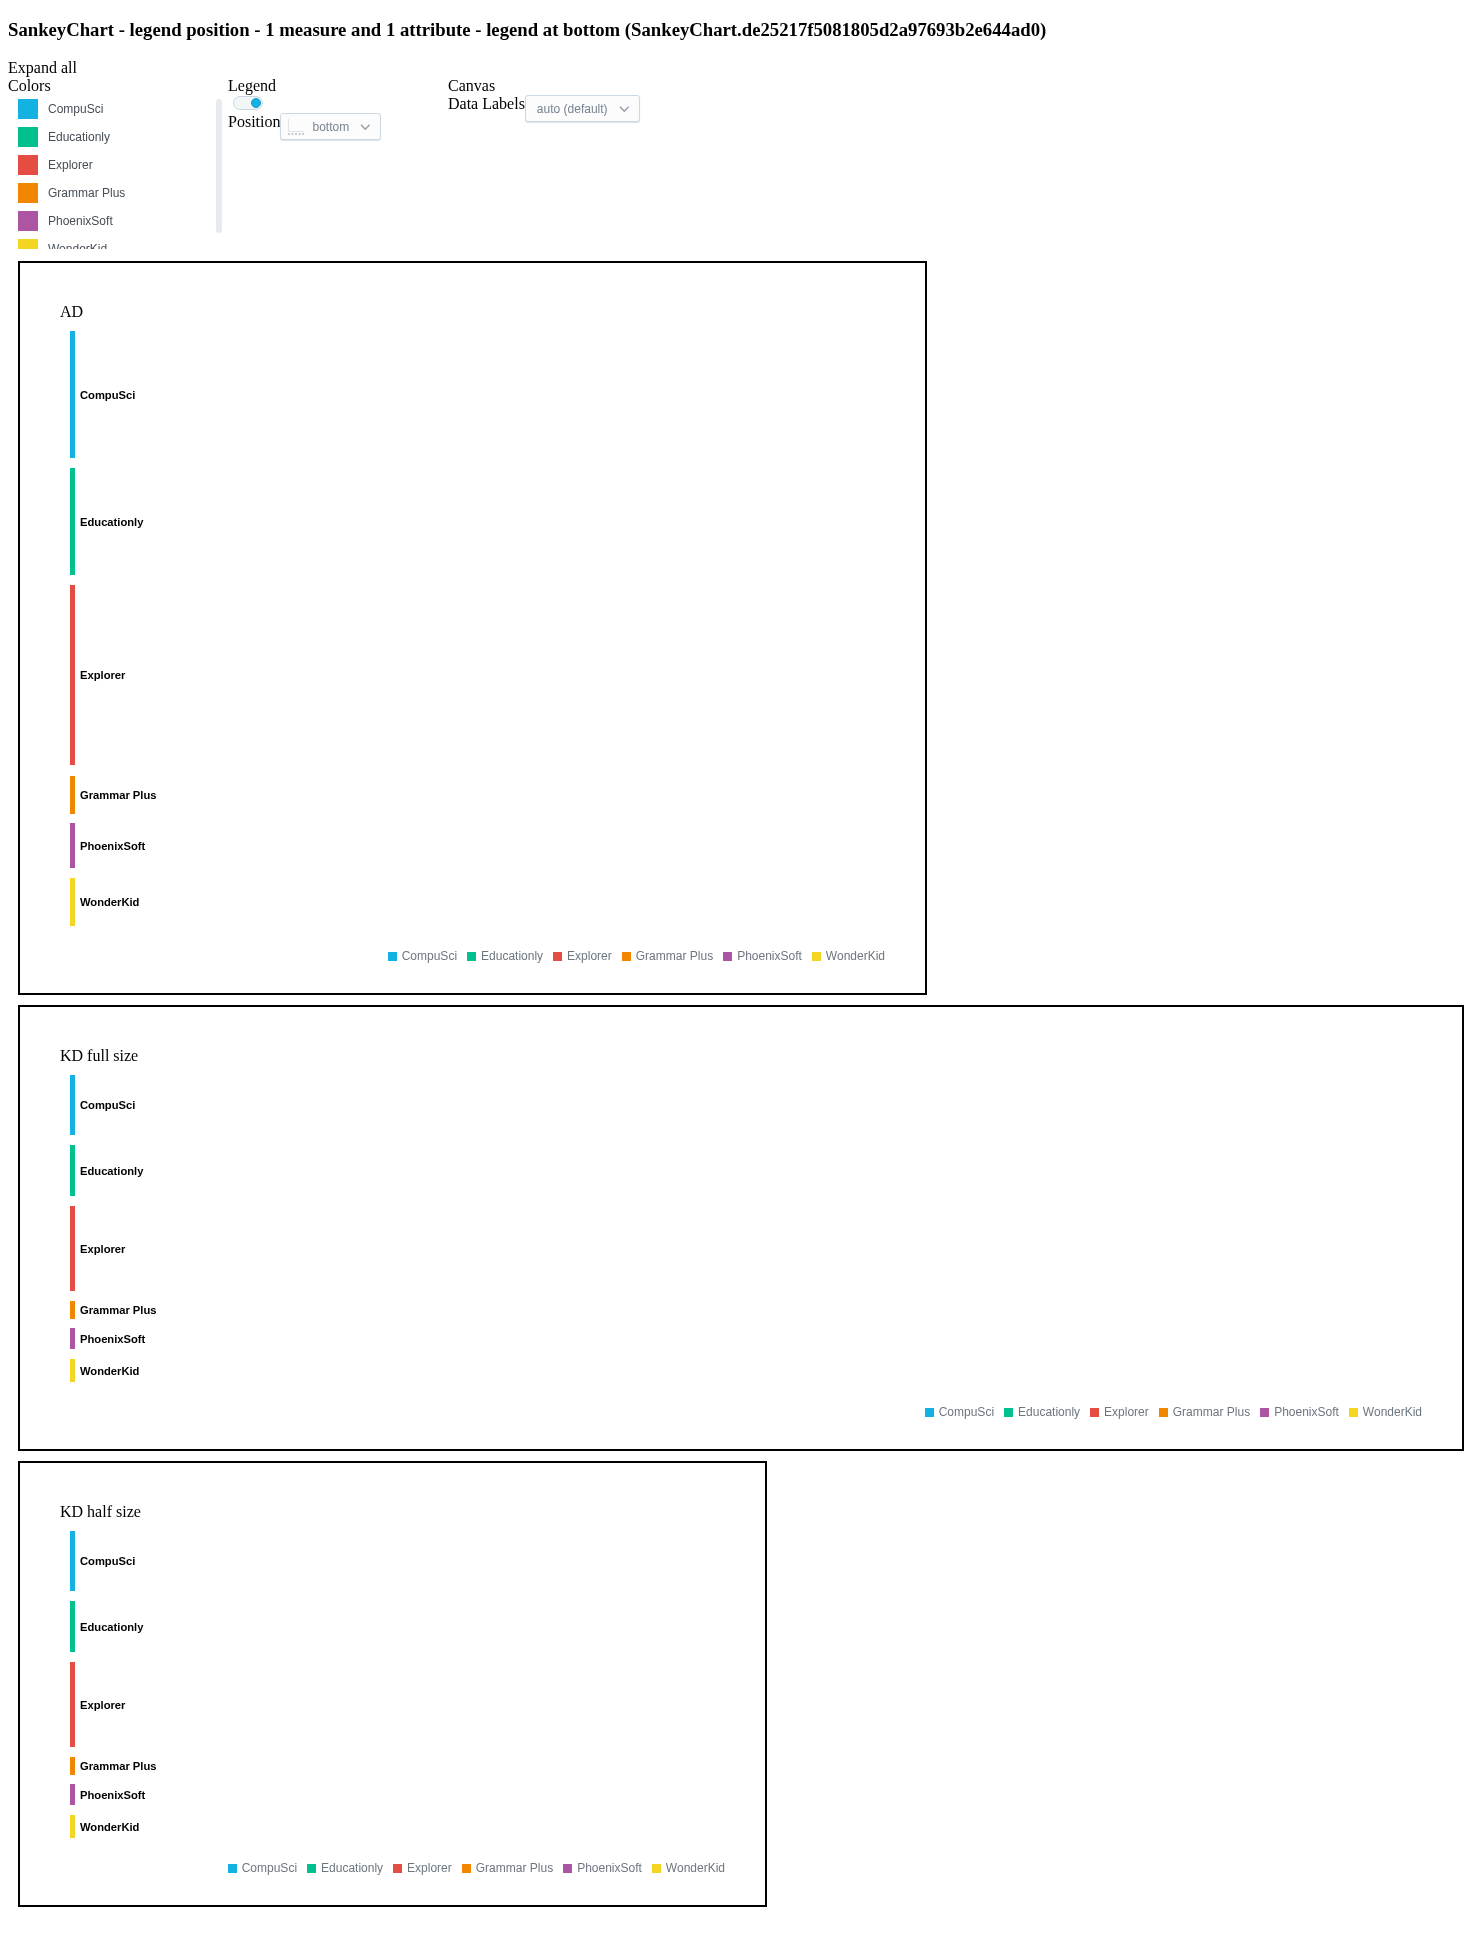 SankeyChart - legend position - 1 measure and 1 attribute - legend at bottom (SankeyChart.de25217f5081805d2a97693b2e644ad0)
Expand all
Colors
CompuSci
Educationly
Explorer
Grammar Plus
PhoenixSoft
WonderKid
Legend
Position bottom
Canvas
Data Labels auto (default)
AD
CompuSci
Educationly
Explorer
Grammar Plus
PhoenixSoft
WonderKid
CompuSci Educationly Explorer Grammar Plus PhoenixSoft WonderKid
KD full size
CompuSci
Educationly
Explorer
Grammar Plus
PhoenixSoft
WonderKid
CompuSci Educationly Explorer Grammar Plus PhoenixSoft WonderKid
KD half size
CompuSci
Educationly
Explorer
Grammar Plus
PhoenixSoft
WonderKid
CompuSci Educationly Explorer Grammar Plus PhoenixSoft WonderKid